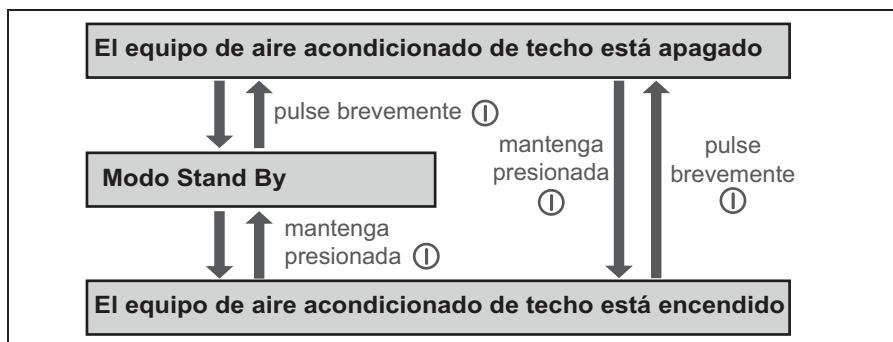 El equipo de aire acondicionado de techo está apagado
pulse brevemente
mantenga
presionada
pulse
brevemente
Modo Stand By
mantenga
presionada
El equipo de aire acondicionado de techo está encendido